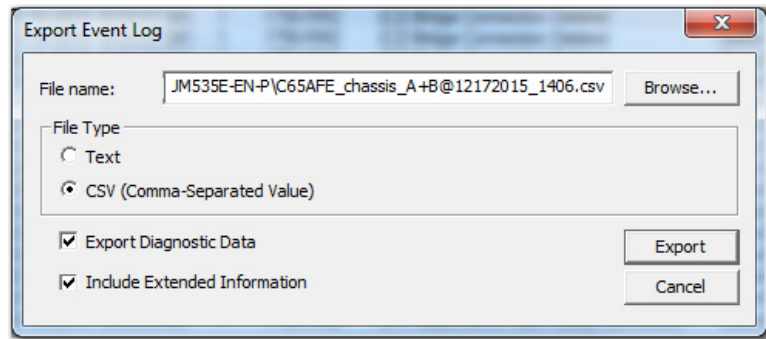 Export Event Log
File name: JM535E-EN-P\C65AFE_chassis_A+B@12172015_1406.csv Browse...
File Type
Text
CSV (Comma-Separated Value)
Export Diagnostic Data
Export
Include Extended Information
Cancel